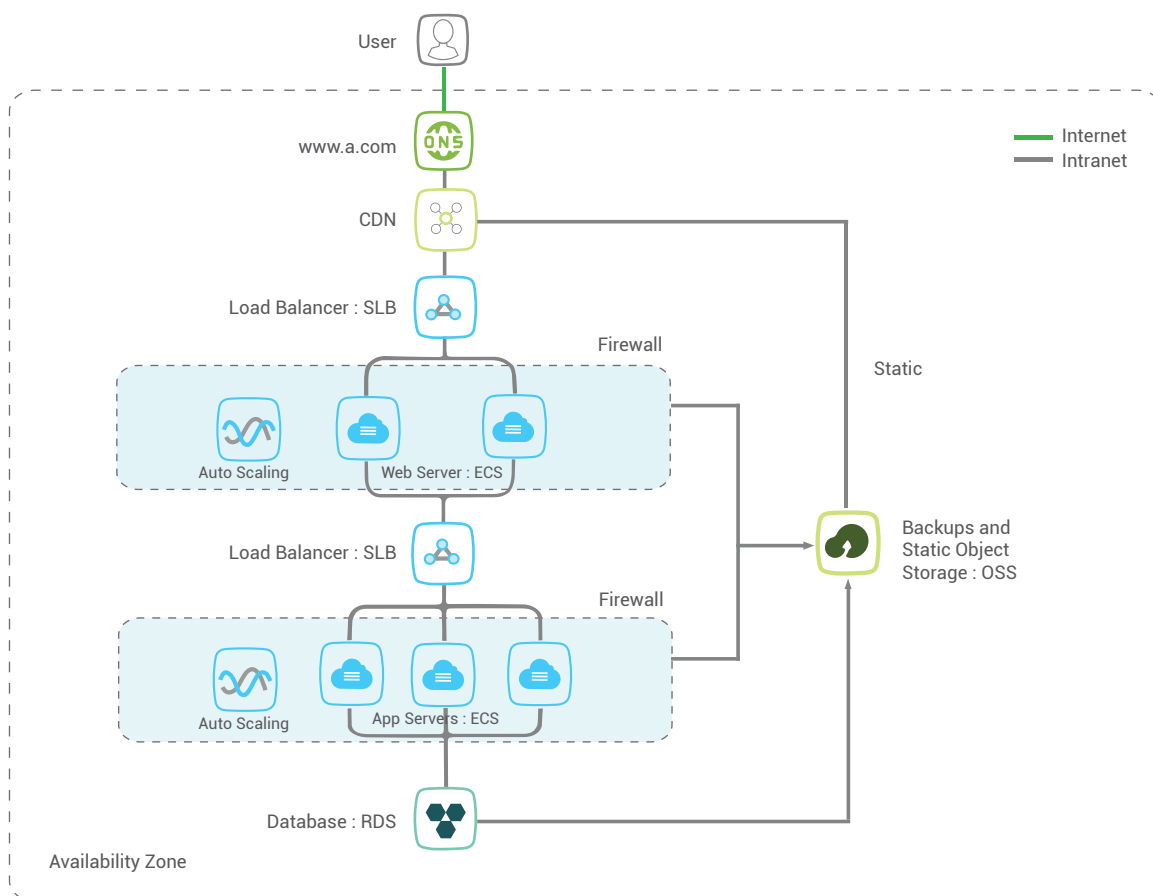 User
www.a.com
ONS
Internet
Intranet
CDN
Load Balancer : SLB
Firewall
Static
Auto Scaling
Web Server : ECS
Load Balancer : SLB
Backups and
Static Object
Storage : OSS
Firewall
Auto Scaling
App Servers : ECS
Database : RDS
Availability Zone